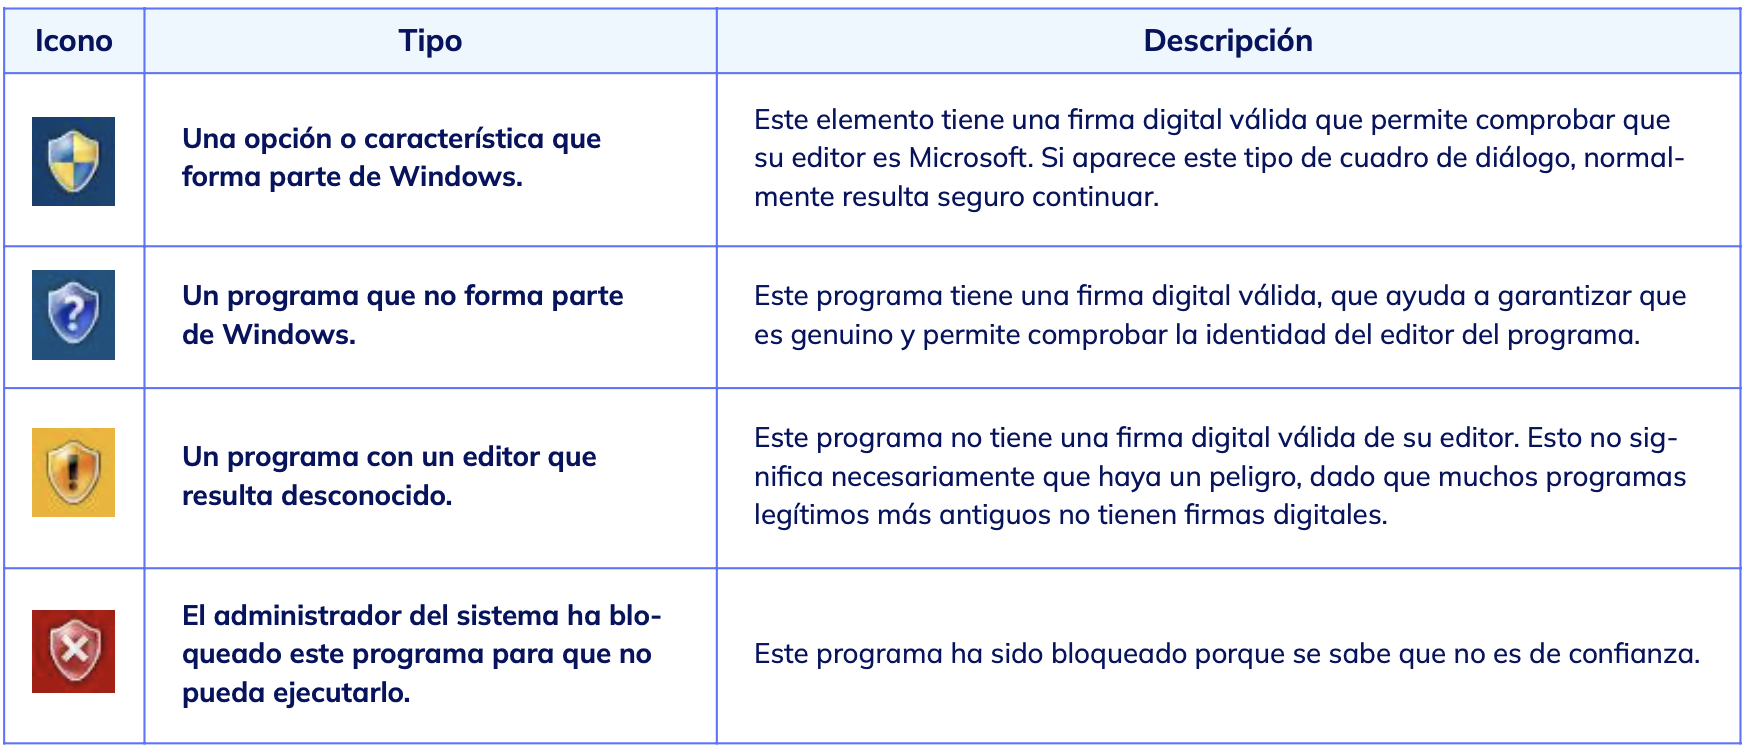 Icono Tipo Descripción
Una opción o característica que
forma parte de Windows.
Este elemento tiene una firma digital válida que permite comprobar que
su editor es Microsoft. Si aparece este tipo de cuadro de diálogo, normal-
mente resulta seguro continuar.
?
Un programa que no forma parte
de Windows.
Este programa tiene una firma digital válida, que ayuda a garantizar que
es genuino y permite comprobar la identidad del editor del programa.
!
Un programa con un editor que
resulta desconocido.
Este programa no tiene una firma digital válida de su editor. Esto no sig-
nifica necesariamente que haya un peligro, dado que muchos programas
legítimos más antiguos no tienen firmas digitales.
El administrador del sistema ha blo-
queado este programa para que no
pueda ejecutarlo.
Este programa ha sido bloqueado porque se sabe que no es de confianza.